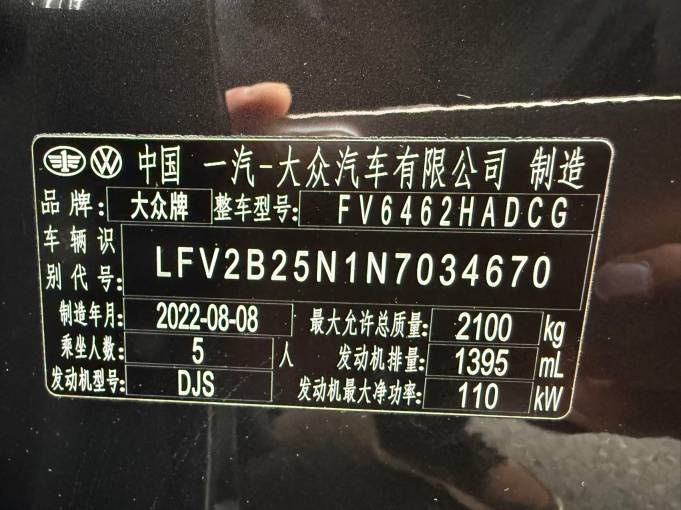 中国 一汽-大众汽车有限公司 制造
品牌: 大众牌 整车型号: FV6462HADCG
车辆识别代号: LFV2B25N1N7034670
制造年月: 2022-08-08 最大允许总质量: 2100 kg
乘坐人数: 5 人 发动机排量: 1395 mL
发动机型号: DJS 发动机最大净功率: 110 kW